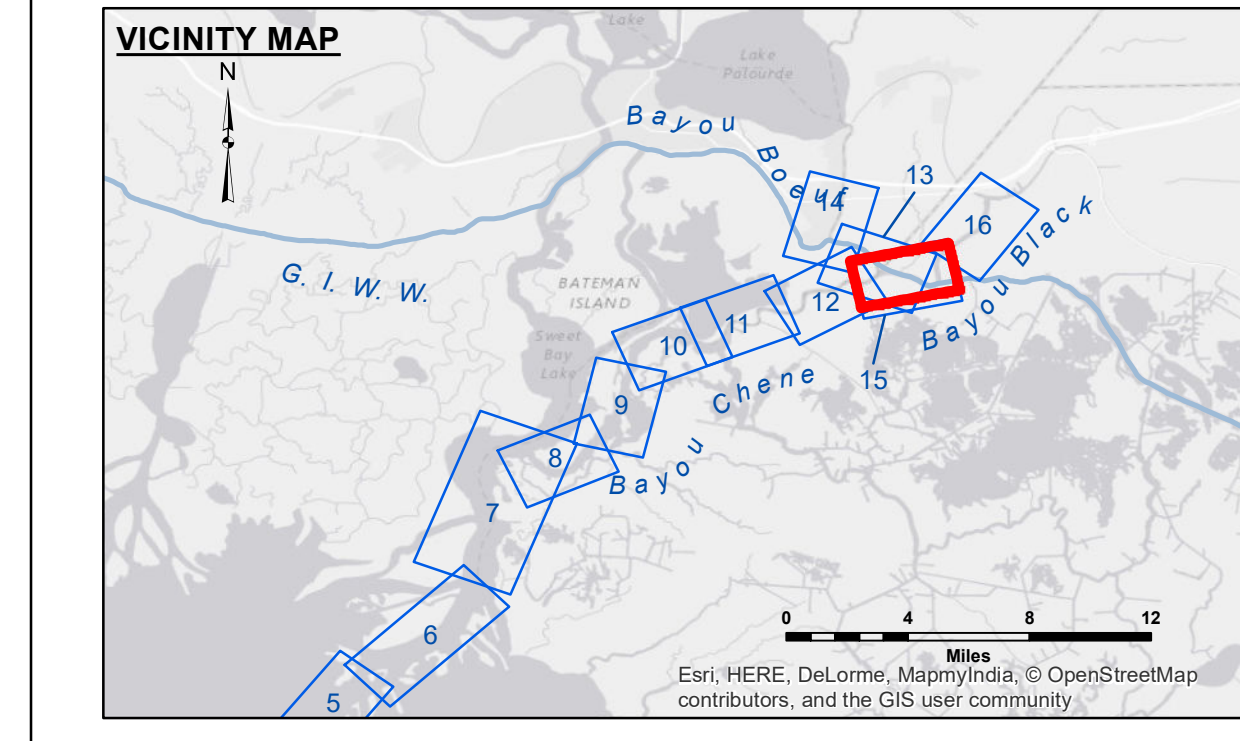 VICINITY MAP
N
Lake
Lake
Palourde
Bayou
Boeuf
13
14
16
Bayou Black
G. I. W. W.
BATEMAN
ISLAND
12
11
10
Sweet
Bay
Lake
15
Bayou Chene
9
8
7
6
5
0 4 8 12
Miles
Esri, HERE, DeLorme, MapmyIndia, © OpenStreetMap
contributors, and the GIS user community